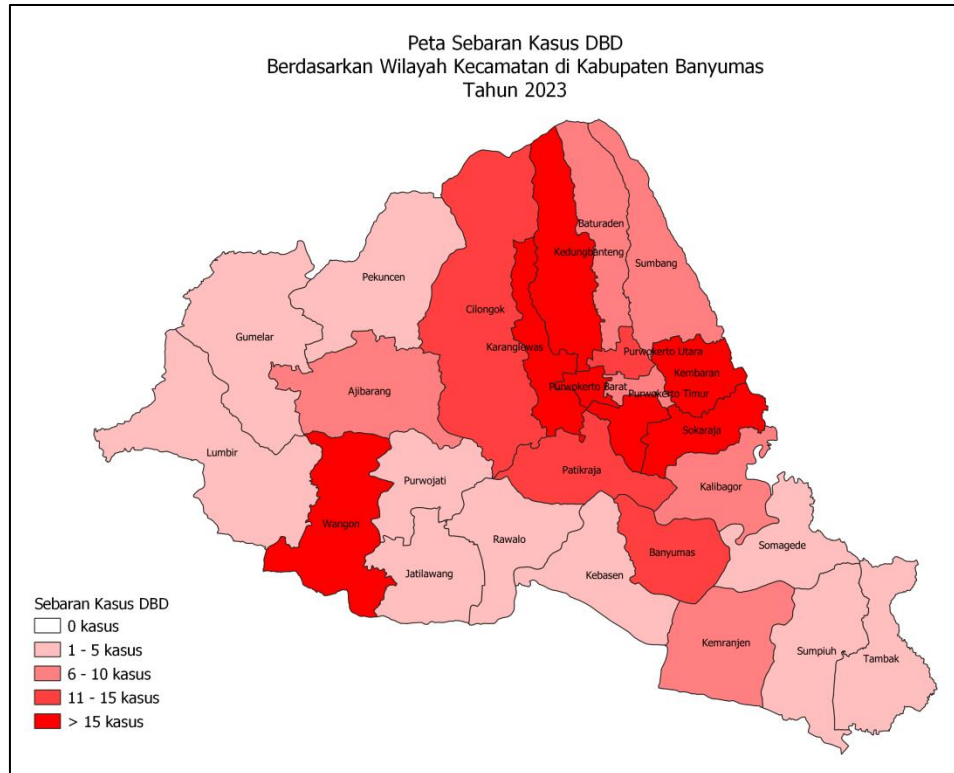 Peta Sebaran Kasus DBD
Berdasarkan Wilayah Kecamatan di Kabupaten Banyumas
Tahun 2023
Baturaden
Kedungbanteng
Sumbang
Pekuncen
Cilongok
Gumelar
Karanglewas
Purwokerto Utara
Kembaran
Ajibarang
Purwokerto Barat
Purwokerto Timur
Sokaraja
Lumbir
Patikraja
Purwojati
Kalibagor
Wangon
Rawalo
Banyumas
Somagede
Jatilawang
Kebasen
Kemranjen
Sumpiuh
Tambak
Sebaran Kasus DBD
0 kasus
1 - 5 kasus
6 - 10 kasus
11 - 15 kasus
> 15 kasus